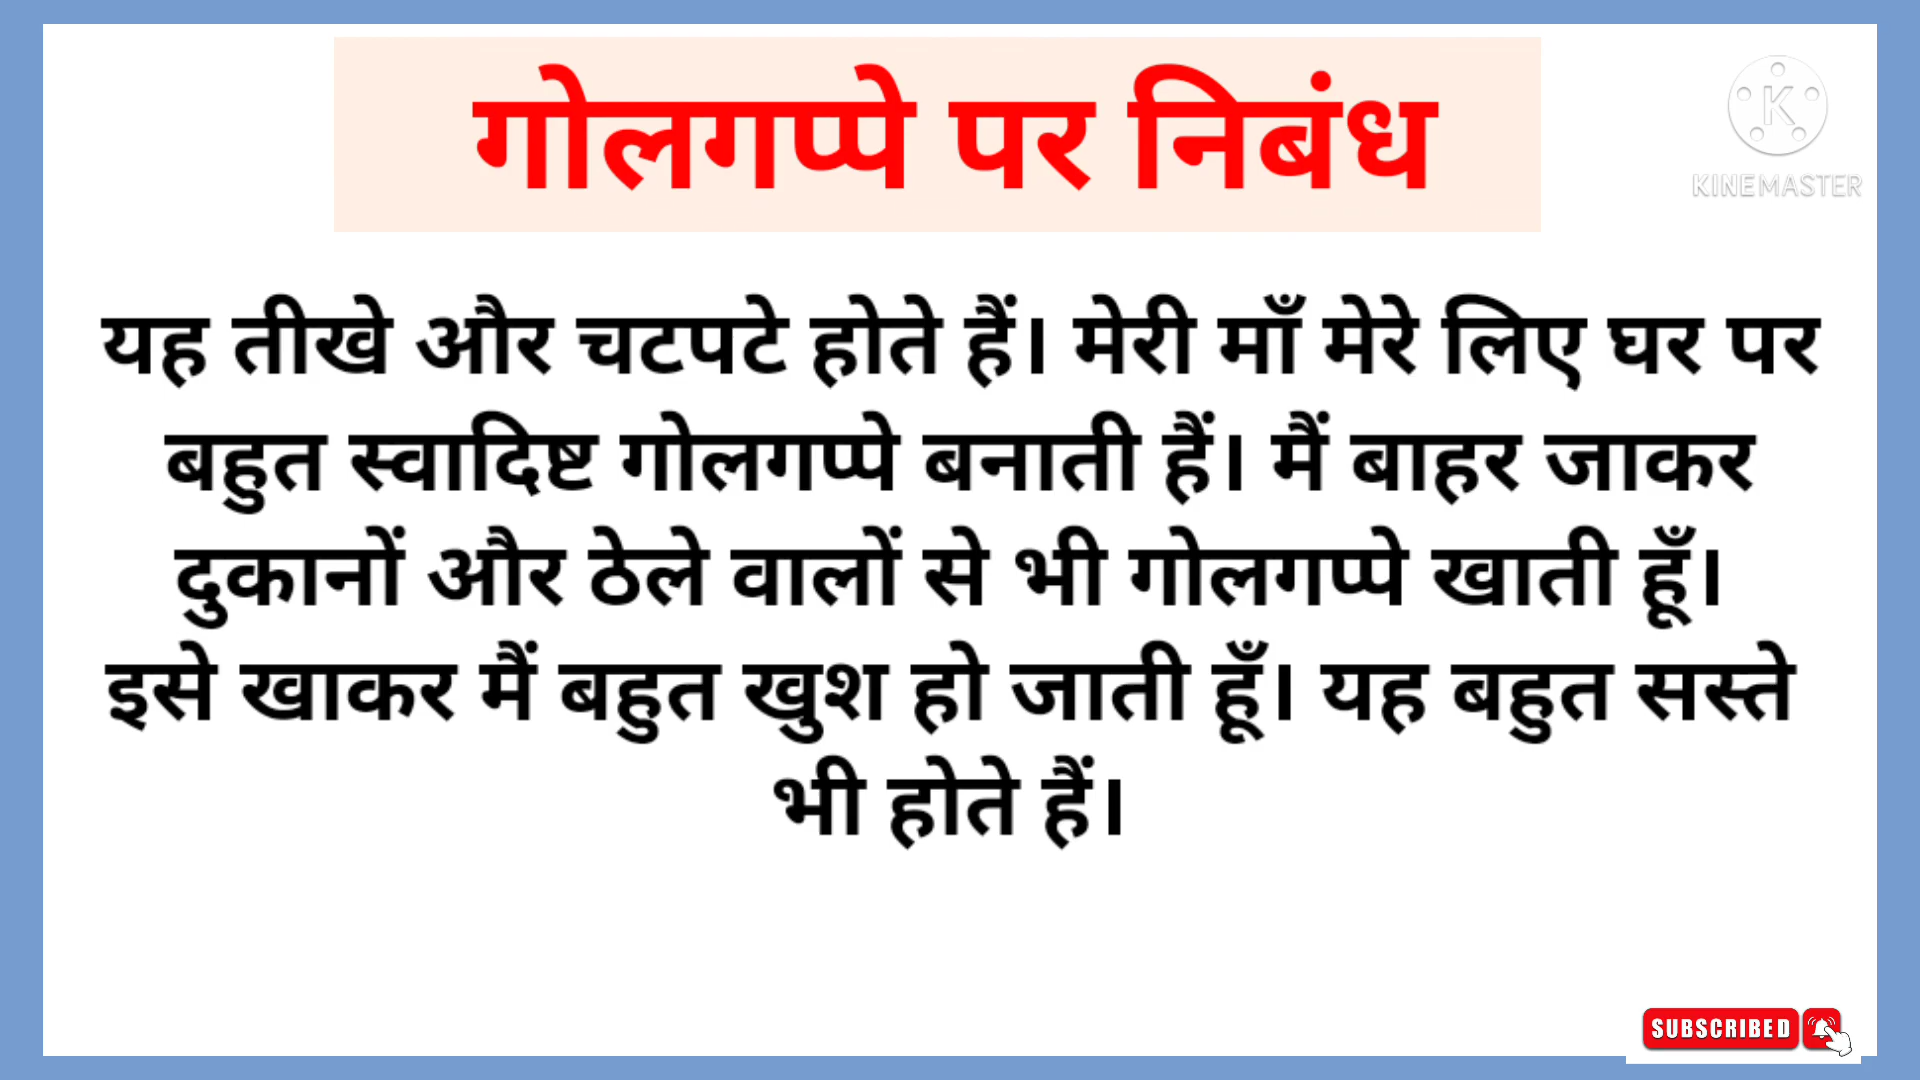 गोलगप्पे पर निबंध
K
KINEMASTER
यह तीखे और चटपटे होते हैं। मेरी माँ मेरे लिए घर पर
बहुत स्वादिष्ट गोलगप्पे बनाती हैं। मैं बाहर जाकर
दुकानों और ठेले वालों से भी गोलगप्पे खाती हूँ।
इसे खाकर मैं बहुत खुश हो जाती हूँ। यह बहुत सस्ते
भी होते हैं।
SUBSCRIBED